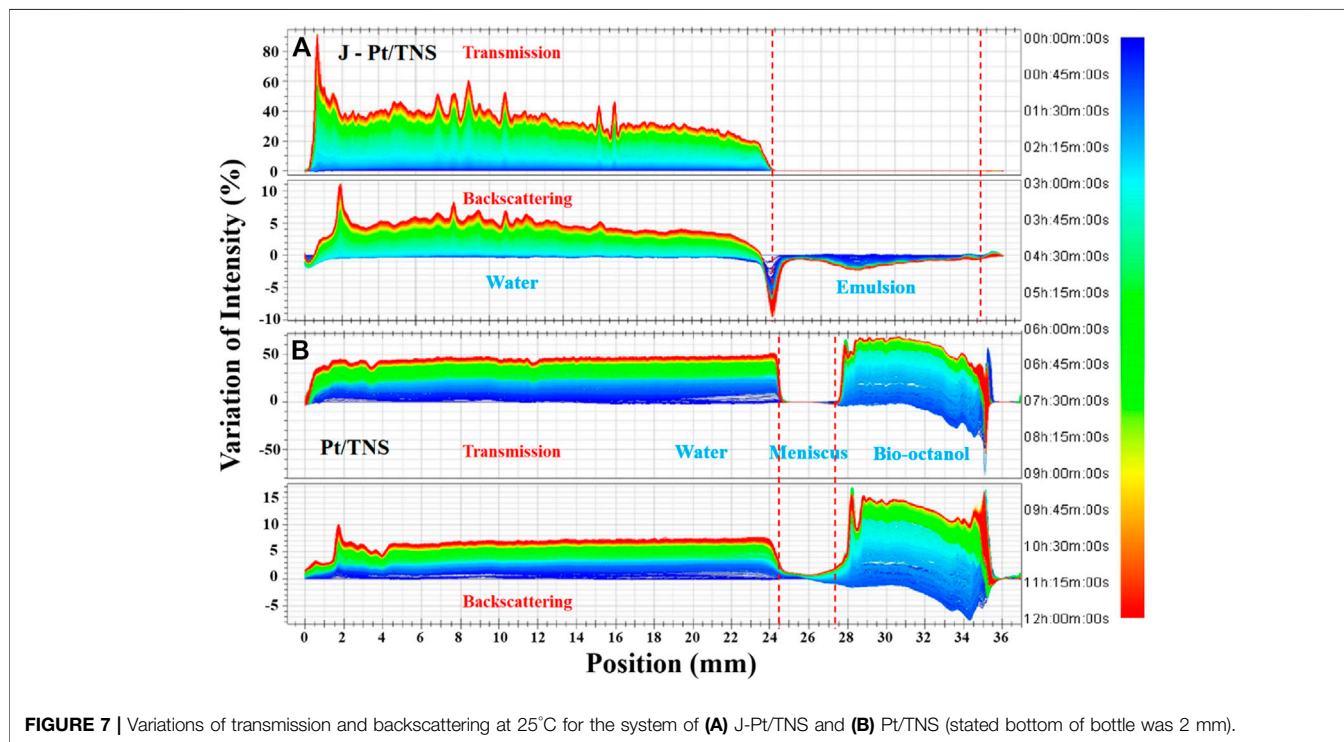 A
J - Pt/TNS
Transmission
80
60
40
20
0
Backscattering
10
5
0
-5
-10
Water
Emulsion
B
50
0
-50
Pt/TNS
Transmission
Water
Meniscus
Bio-octanol
15
10
5
0
-5
Backscattering
0 2 4 6 8 10 12 14 16 18 20 22 24 26 28 30 32 34 36
Position (mm)
Variation of Intensity (%)
00h:00m:00s
00h:45m:00s
01h:30m:00s
02h:15m:00s
03h:00m:00s
03h:45m:00s
04h:30m:00s
05h:15m:00s
06h:00m:00s
06h:45m:00s
07h:30m:00s
08h:15m:00s
09h:00m:00s
09h:45m:00s
10h:30m:00s
11h:15m:00s
12h:00m:00s
FIGURE 7 | Variations of transmission and backscattering at 25°C for the system of (A) J-Pt/TNS and (B) Pt/TNS (stated bottom of bottle was 2 mm).